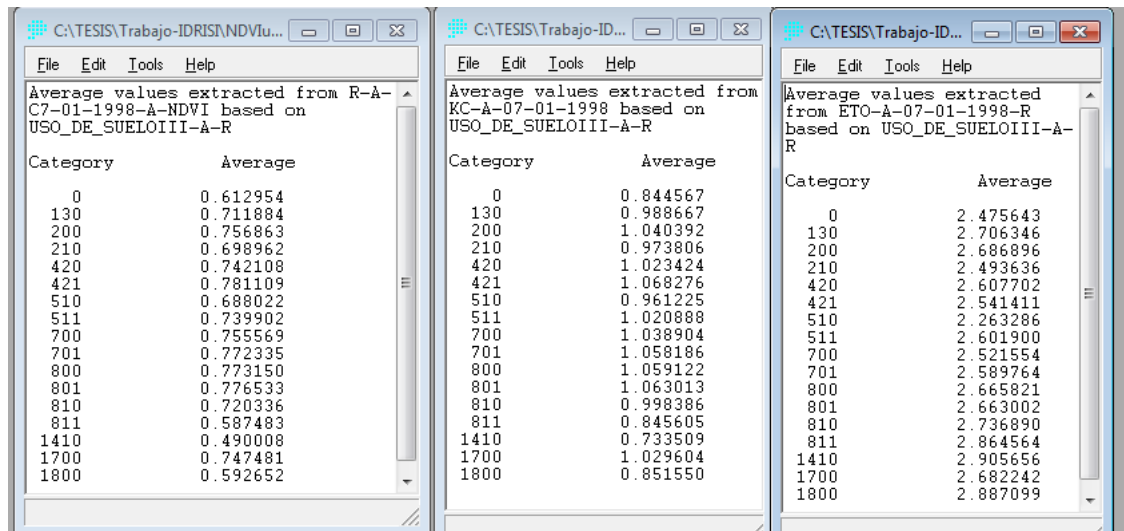 C:\TESIS\Trabajo-IDRISI\NDVIu...
File Edit Tools Help
Average values extracted from R-A-
C7-01-1998-A-NDVI based on
USO_DE_SUELOIII-A-R
Category Average
0 0.612954
130 0.711884
200 0.756863
210 0.698962
420 0.742108
421 0.781109
510 0.688022
511 0.739902
700 0.755569
701 0.772335
800 0.773150
801 0.776533
810 0.720336
811 0.587483
1410 0.490008
1700 0.747481
1800 0.592652
C:\TESIS\Trabajo-ID...
File Edit Tools Help
Average values extracted from
KC-A-07-01-1998 based on
USO_DE_SUELOIII-A-R
Category Average
0 0.844567
130 0.988667
200 1.040392
210 0.973806
420 1.023424
421 1.068276
510 0.961225
511 1.020888
700 1.038904
701 1.058186
800 1.059122
801 1.063013
810 0.998386
811 0.845605
1410 0.733509
1700 1.029604
1800 0.851550
C:\TESIS\Trabajo-ID...
File Edit Tools Help
Average values extracted
from ETO-A-07-01-1998-R
based on USO_DE_SUELOIII-A-
R
Category Average
0 2.475643
130 2.706346
200 2.686896
210 2.493636
420 2.607702
421 2.541411
510 2.263286
511 2.601900
700 2.521554
701 2.589764
800 2.665821
801 2.663002
810 2.736890
811 2.864564
1410 2.905656
1700 2.682242
1800 2.887099